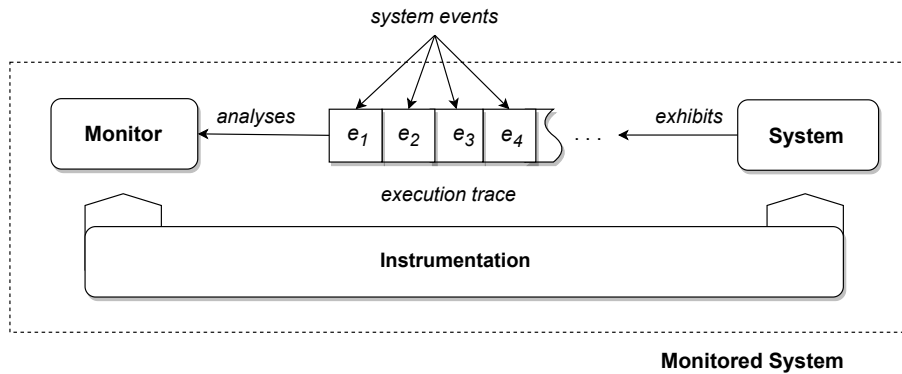 system events
Monitor
analyses
e1
e2
e3
e4
. . .
exhibits
System
execution trace
Instrumentation
Monitored System